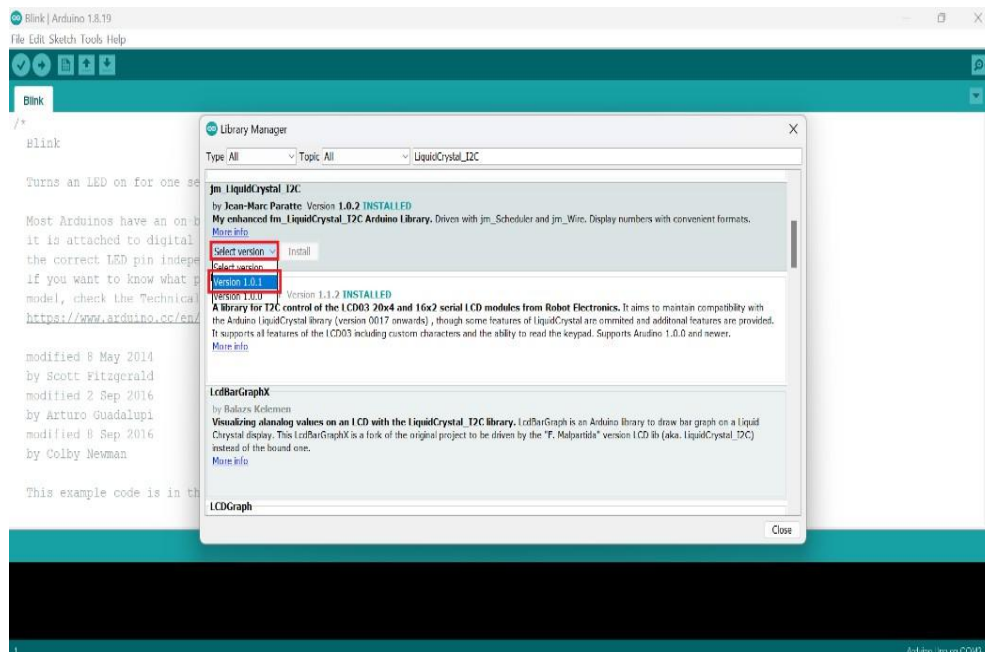 Blink | Arduino 1.8.19
File Edit Sketch Tools Help
Blink
/*
Blink
Turns an LED on for one se
Most Arduinos have an on-b
it is attached to digital
the correct LED pin indepe
If you want to know what p
model, check the Technical
https://www.arduino.cc/en/
modified 8 May 2014
by Scott Fitzgerald
modified 2 Sep 2016
by Arturo Guadalupi
modified 8 Sep 2016
by Colby Newman
This example code is in th
Library Manager
Type All Topic All LiquidCrystal_I2C
jm_LiquidCrystal_I2C
by Jean-Marc Paratte Version 1.0.2 INSTALLED
My enhanced fm_LiquidCrystal_I2C Arduino Library. Driven with jm_Scheduler and jm_Wire. Display numbers with convenient formats.
More info
Select version Install
Select version
Version 1.0.1
Version 1.0.0 Version 1.1.2 INSTALLED
A library for I2C control of the LCD03 20x4 and 16x2 serial LCD modules from Robot Electronics. It aims to maintain compatiblity with
the Arduino LiquidCrystal library (version 0017 onwards) , though some features of LiquidCrystal are ommited and additonal features are provided.
It supports all features of the LCD03 including custom characters and the ability to read the keypad. Supports Arudino 1.0.0 and newer.
More info
LcdBarGraphX
by Balazs Kelemen
Visualizing alanalog values on an LCD with the LiquidCrystal_I2C library. LcdBarGraph is an Arduino library to draw bar graph on a Liquid
Chrystal display. This LcdBarGraphX is a fork of the original project to be driven by the "F. Malpartida" version LCD lib (aka. LiquidCrystal_I2C)
instead of the bound one.
More info
LCDGraph
Close
1
Arduino Uno on COM3